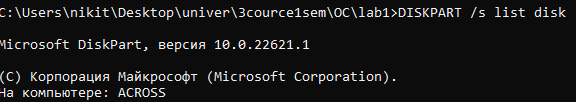 C:\Users\nikit\Desktop\univer\3cource1sem\OC\lab1>DISKPART /s list disk
Microsoft DiskPart, версия 10.0.22621.1
(C) Корпорация Майкрософт (Microsoft Corporation).
На компьютере: ACROSS